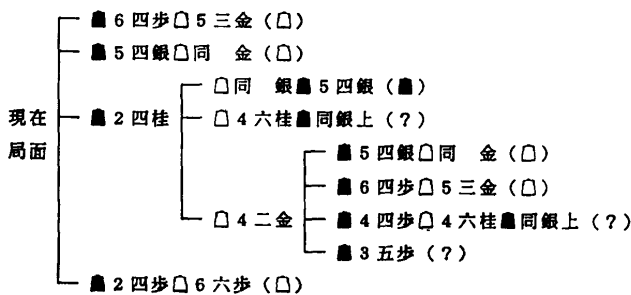 ☗６四歩☖５三金（☖）
☗５四銀☖同　金（☖）
☖同　銀☗５四銀（☗）
現在局面
☗２四桂
☖４六桂☗同銀上（？）
☗５四銀☖同　金（☖）
☗６四歩☖５三金（☖）
☖４二金
☗４四歩☖４六桂☗同銀上（？）
☗３五歩（？）
☗２四歩☖６六歩（☖）